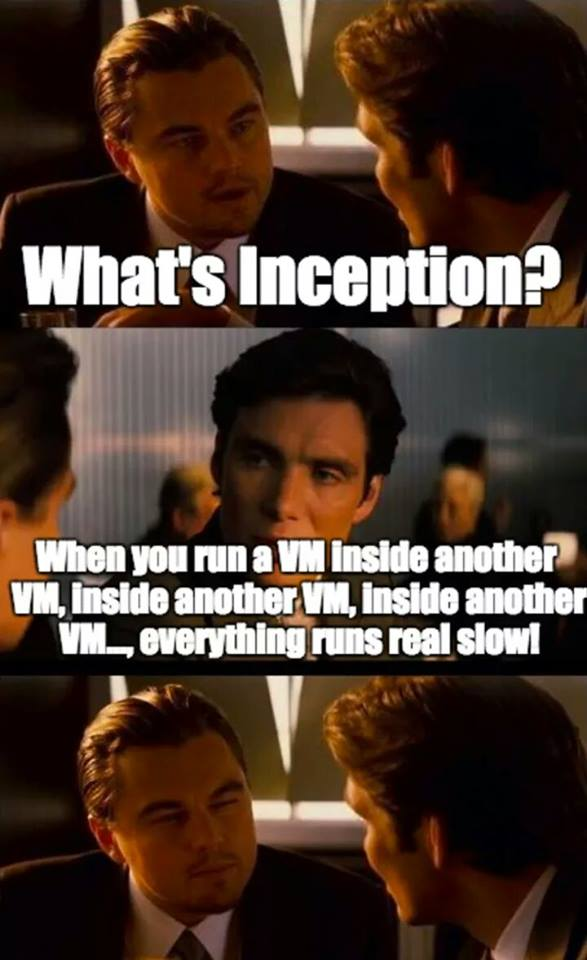 What's Inception?
When you run a VM inside another
VM, inside another VM, inside another
VM..., everything runs real slow!